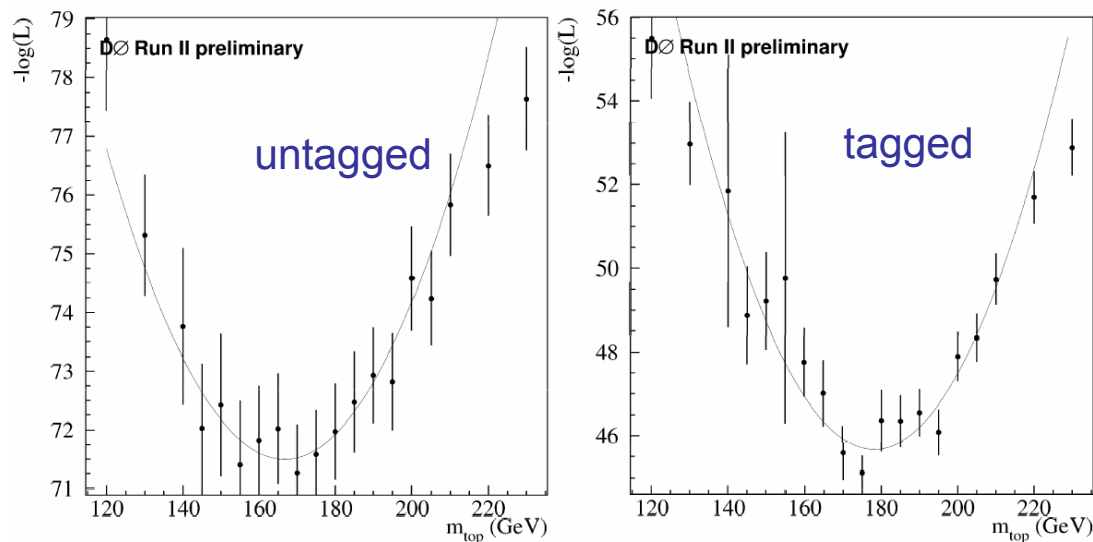 79
78
77
76
75
74
73
72
71
-log(L)
DØ Run II preliminary
untagged
120 140 160 180 200 220
m_top (GeV)
56
54
52
50
48
46
-log(L)
DØ Run II preliminary
tagged
120 140 160 180 200 220
m_top (GeV)